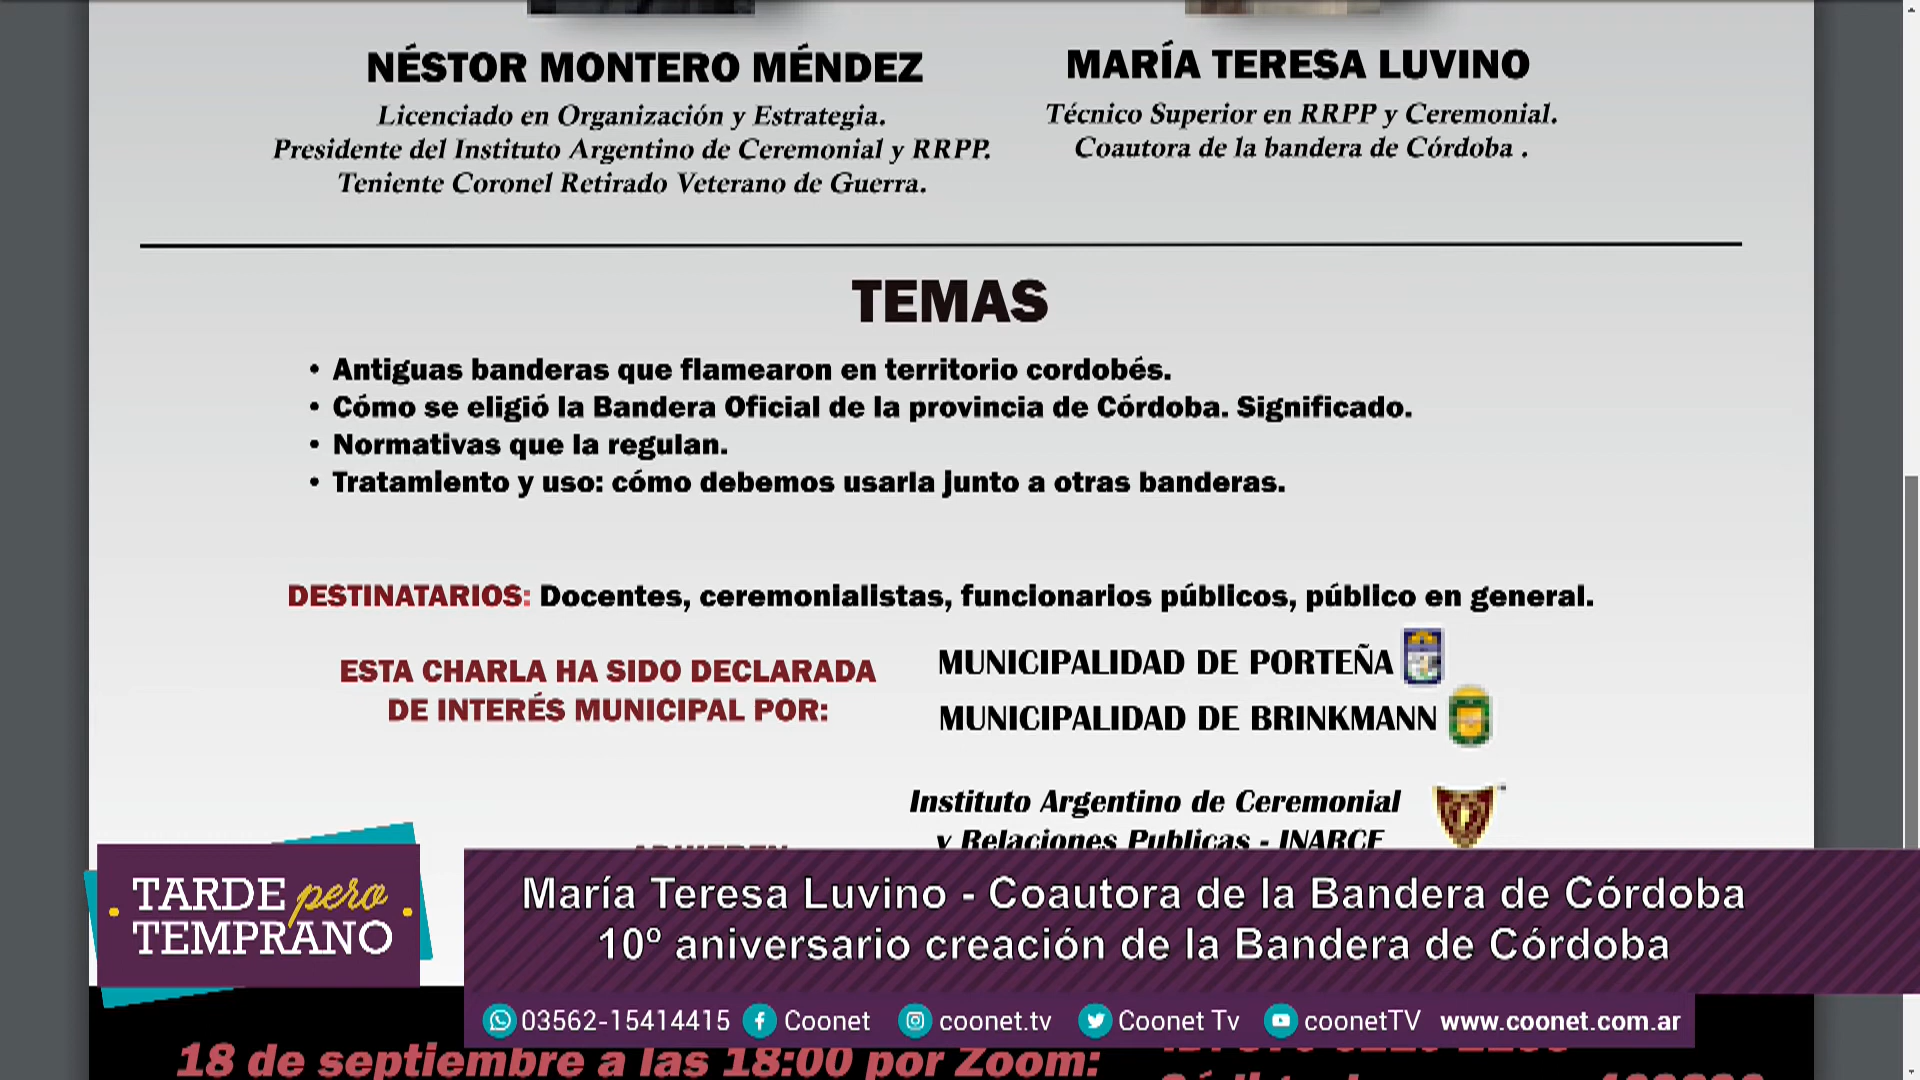 NÉSTOR MONTERO MÉNDEZ
Licenciado en Organización y Estrategia.
Presidente del Instituto Argentino de Ceremonial y RRPP.
Teniente Coronel Retirado Veterano de Guerra.
MARÍA TERESA LUVINO
Técnico Superior en RRPP y Ceremonial.
Coautora de la bandera de Córdoba .
TEMAS
• Antiguas banderas que flamearon en territorio cordobés.
• Cómo se eligió la Bandera Oficial de la provincia de Córdoba. Significado.
• Normativas que la regulan.
• Tratamiento y uso: cómo debemos usarla junto a otras banderas.
DESTINATARIOS: Docentes, ceremonialistas, funcionarios públicos, público en general.
ESTA CHARLA HA SIDO DECLARADA
DE INTERÉS MUNICIPAL POR:
MUNICIPALIDAD DE PORTEÑA
MUNICIPALIDAD DE BRINKMANN
Instituto Argentino de Ceremonial
y Relaciones Publicas - INARCE
TARDE pero
TEMPRANO
María Teresa Luvino - Coautora de la Bandera de Córdoba
10º aniversario creación de la Bandera de Córdoba
03562-15414415 Coonet coonet.tv Coonet Tv coonetTV www.coonet.com.ar
18 de septiembre a las 18:00 por Zoom: